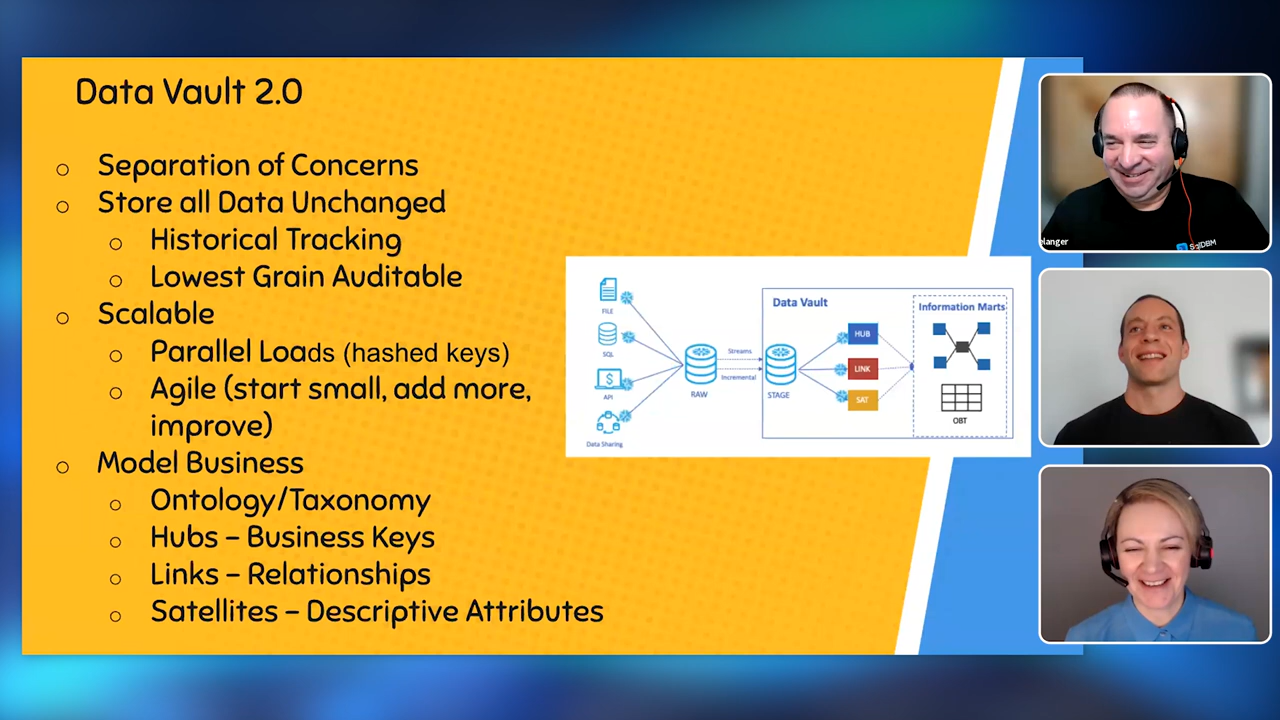 Data Vault 2.0
Separation of Concerns
Store all Data Unchanged
Historical Tracking
Lowest Grain Auditable
Scalable
Parallel Loads (hashed keys)
Agile (start small, add more,
improve)
Model Business
Ontology/Taxonomy
Hubs – Business Keys
Links – Relationships
Satellites – Descriptive Attributes
FILE
SQL
$
API
Data Sharing
RAW
Streams
Incremental
Data Vault
STAGE
HUB
LINK
SAT
Information Marts
OBT
elanger
SqlDBM